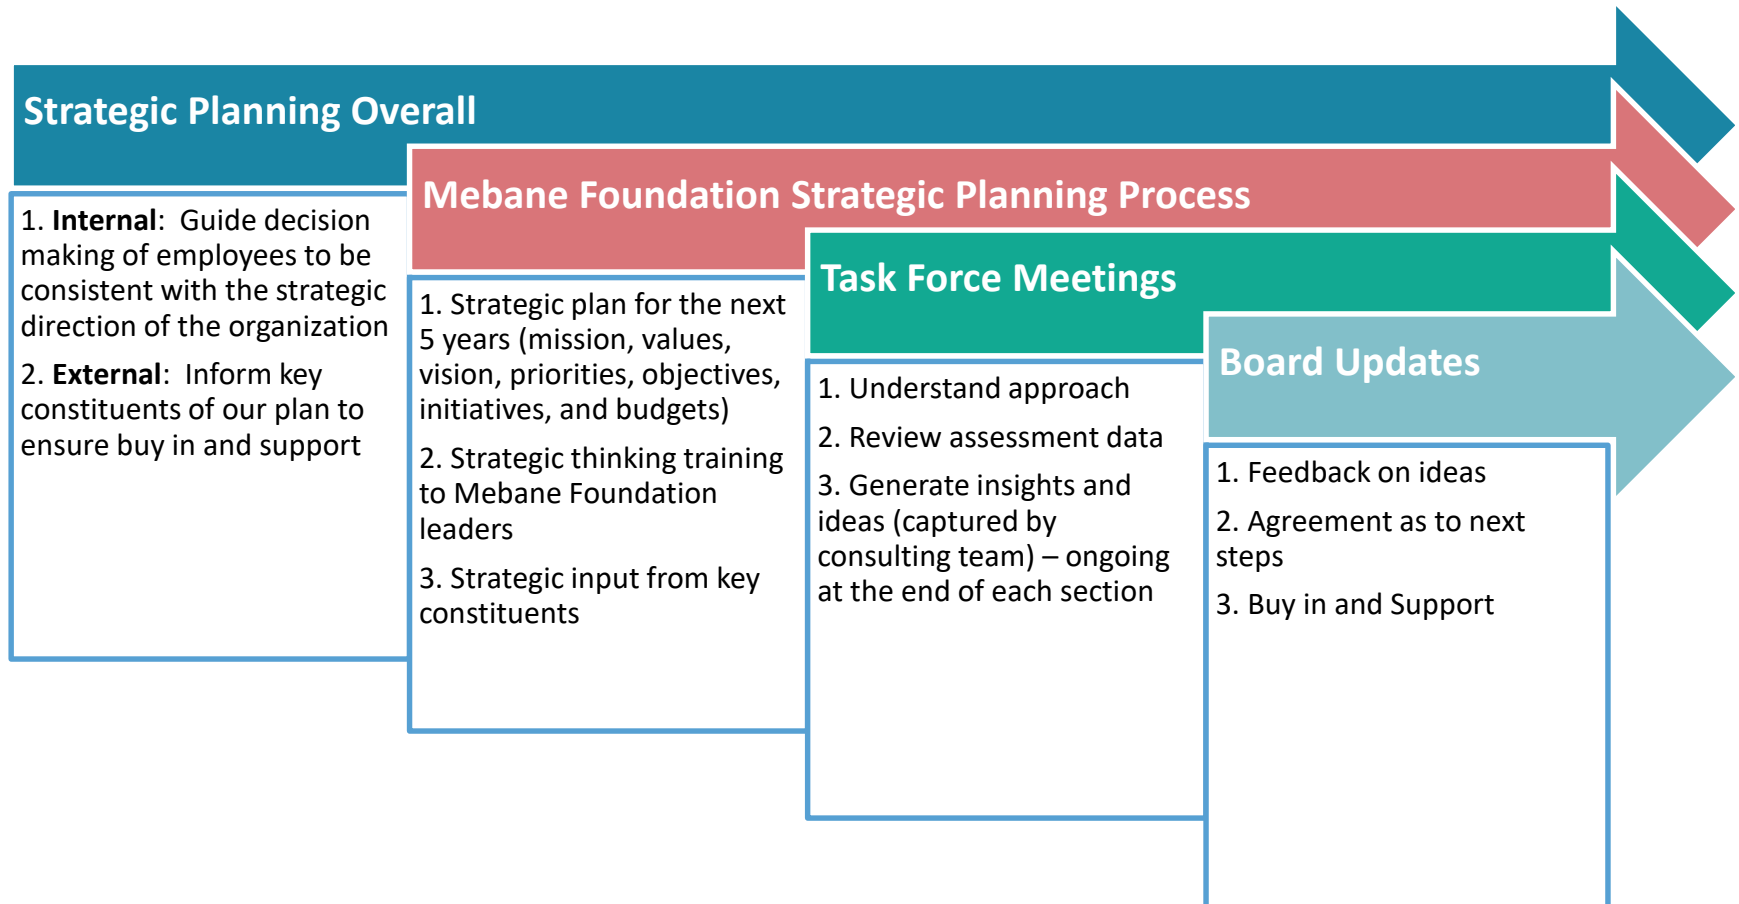 Strategic Planning Overall
1. Internal:  Guide decision
making of employees to be
consistent with the strategic
direction of the organization
2. External:  Inform key
constituents of our plan to
ensure buy in and support
Mebane Foundation Strategic Planning Process
1. Strategic plan for the next
5 years (mission, values,
vision, priorities, objectives,
initiatives, and budgets)
2. Strategic thinking training
to Mebane Foundation
leaders
3. Strategic input from key
constituents
Task Force Meetings
1. Understand approach
2. Review assessment data
3. Generate insights and
ideas (captured by
consulting team) – ongoing
at the end of each section
Board Updates
1. Feedback on ideas
2. Agreement as to next
steps
3. Buy in and Support